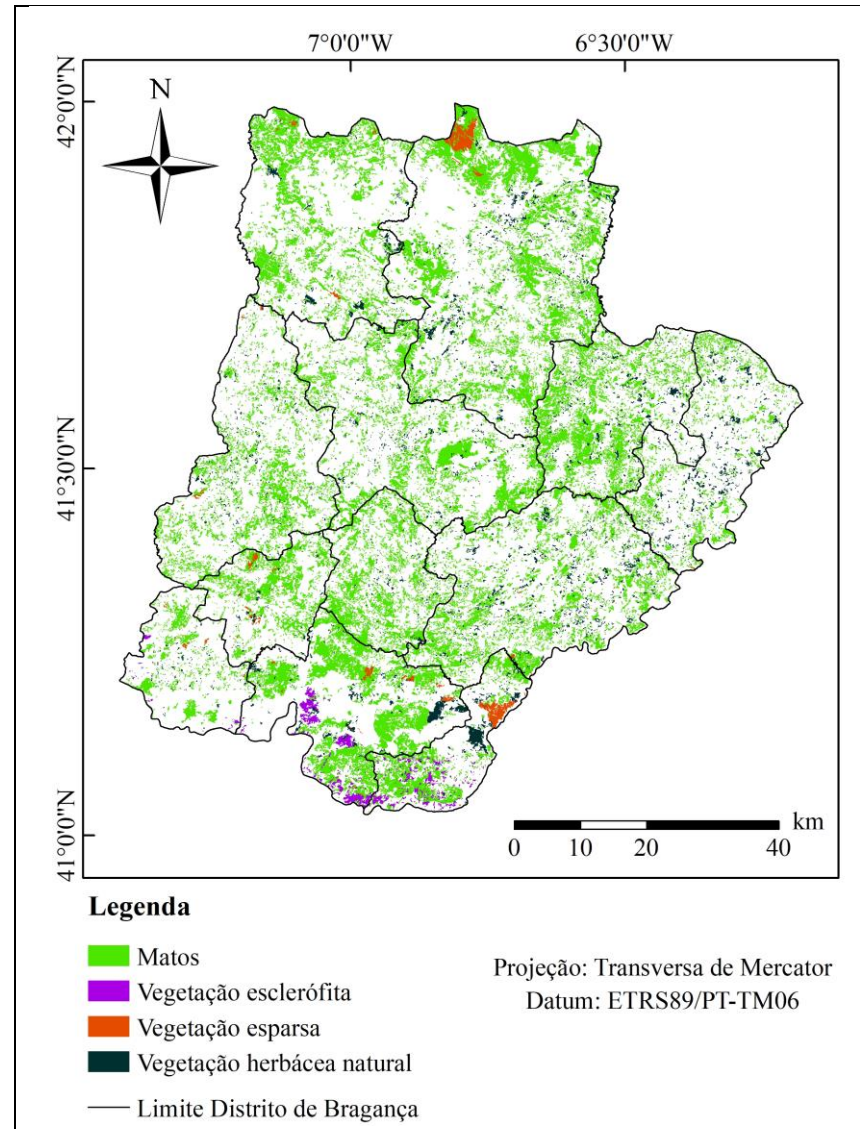 7°0'0"W
6°30'0"W
N
42°0'0"N
41°30'0"N
41°0'0"N
km
0 10 20 40
Legenda
Matos
Vegetação esclerófita
Vegetação esparsa
Vegetação herbácea natural
Limite Distrito de Bragança
Projeção: Transversa de Mercator
Datum: ETRS89/PT-TM06